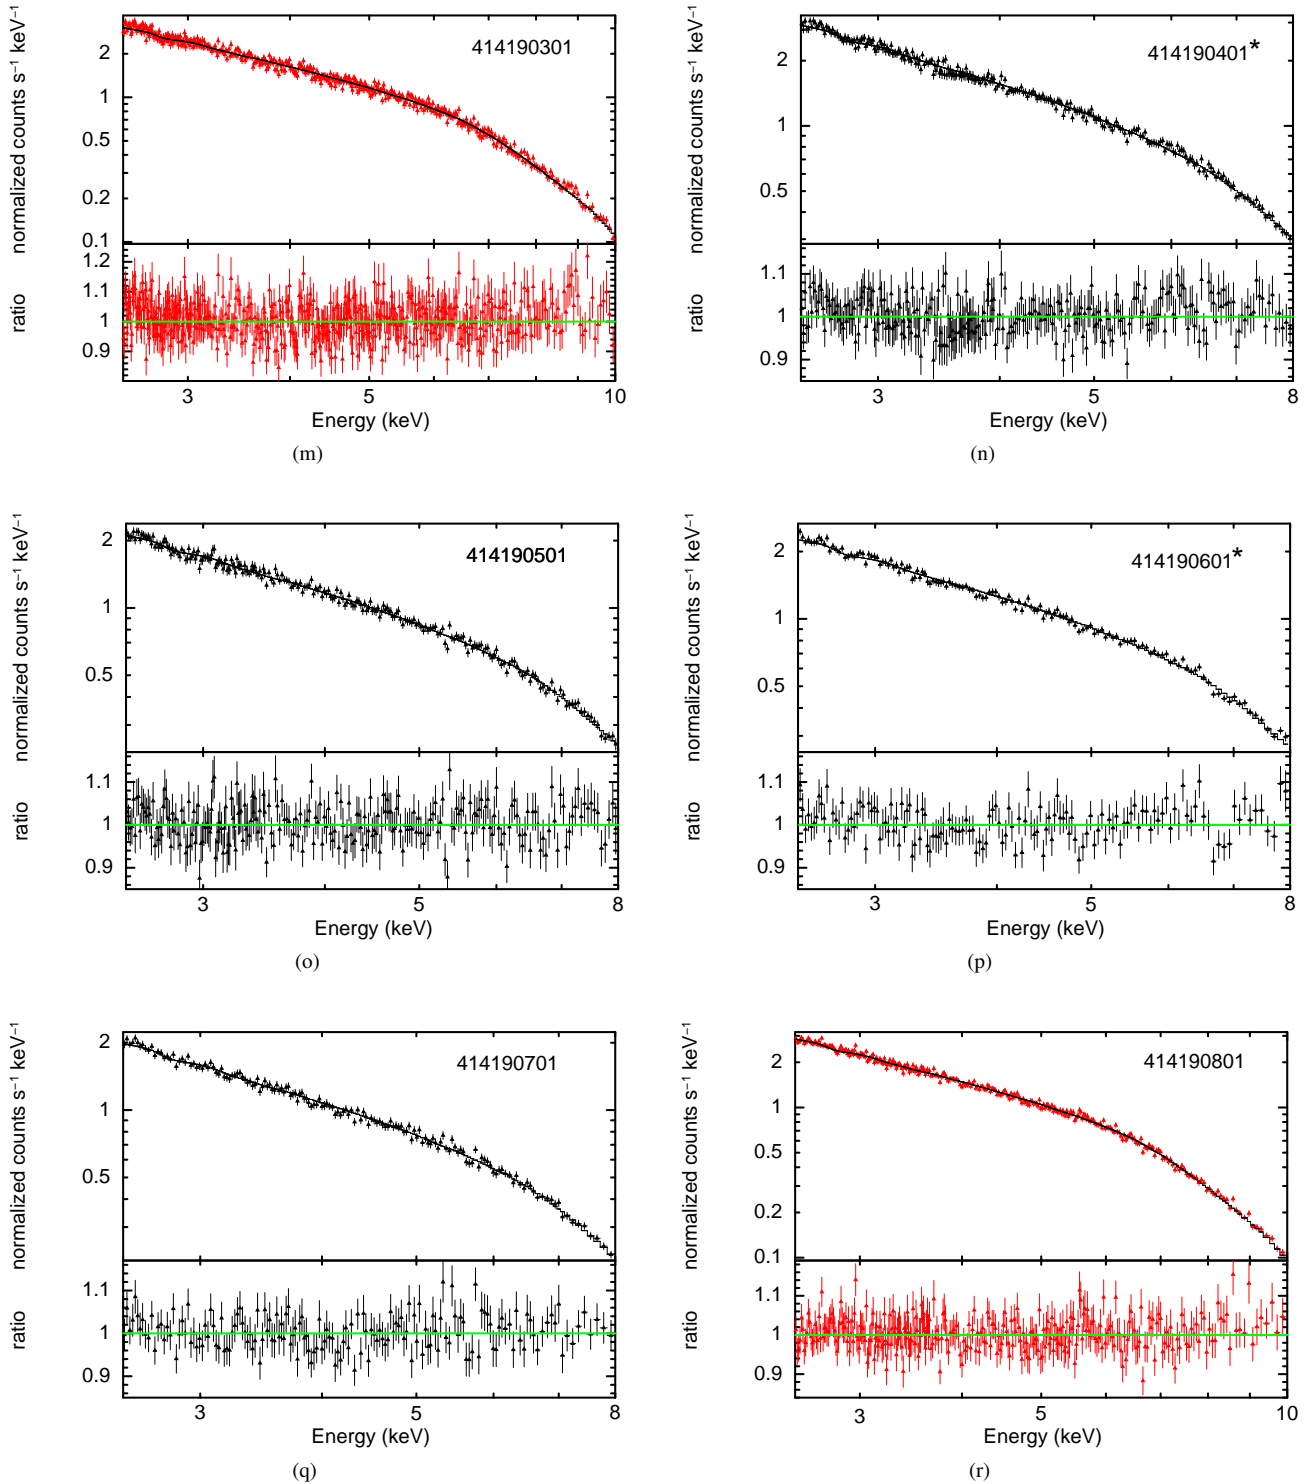 normalized counts s⁻¹ keV⁻¹
2
1
0.5
0.2
0.1
414190301
ratio
1.2
1.1
1
0.9
3
5
10
Energy (keV)
(m)
normalized counts s⁻¹ keV⁻¹
2
1
0.5
414190401*
ratio
1.1
1
0.9
3
5
8
Energy (keV)
(n)
normalized counts s⁻¹ keV⁻¹
2
1
0.5
414190501
ratio
1.1
1
0.9
3
5
8
Energy (keV)
(o)
normalized counts s⁻¹ keV⁻¹
2
1
0.5
414190601*
ratio
1.1
1
0.9
3
5
8
Energy (keV)
(p)
normalized counts s⁻¹ keV⁻¹
2
1
0.5
414190701
ratio
1.1
1
0.9
3
5
8
Energy (keV)
(q)
normalized counts s⁻¹ keV⁻¹
2
1
0.5
0.2
0.1
414190801
ratio
1.1
1
0.9
3
5
10
Energy (keV)
(r)